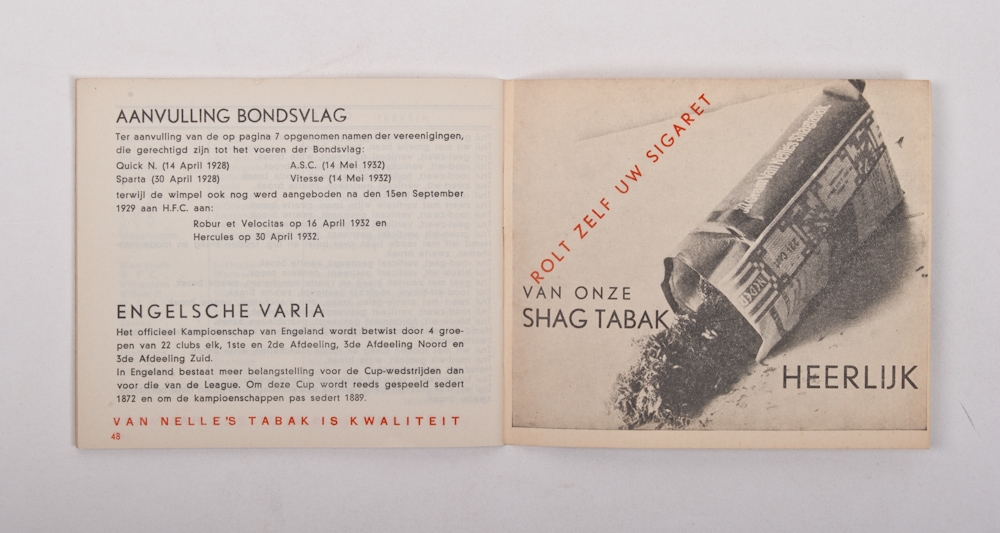 AANVULLING BONDSVLAG
Ter aanvulling van de op pagina 7 opgenomen namen der vereenigingen,
die gerechtigd zijn tot het voeren der Bondsvlag:
Quick N. (14 April 1928) A.S.C. (14 Mei 1932)
Sparta (30 April 1928) Vitesse (14 Mei 1932)
terwijl de wimpel ook nog werd aangeboden na den 15en September
1929 aan H.F.C. aan:
Robur et Velocitas op 16 April 1932 en
Hercules op 30 April 1932.
ENGELSCHE VARIA
Het officieel Kampioenschap van Engeland wordt betwist door 4 groe-
pen van 22 clubs elk, 1ste en 2de Afdeeling, 3de Afdeeling Noord en
3de Afdeeling Zuid.
In Engeland bestaat meer belangstelling voor de Cup-wedstrijden dan
voor die van de League. Om deze Cup wordt reeds gespeeld sedert
1872 en om de kampioenschappen pas sedert 1889.
VAN NELLE'S TABAK IS KWALITEIT
48
ROLT ZELF UW SIGARET
VAN ONZE
SHAG TABAK
HEERLIJK